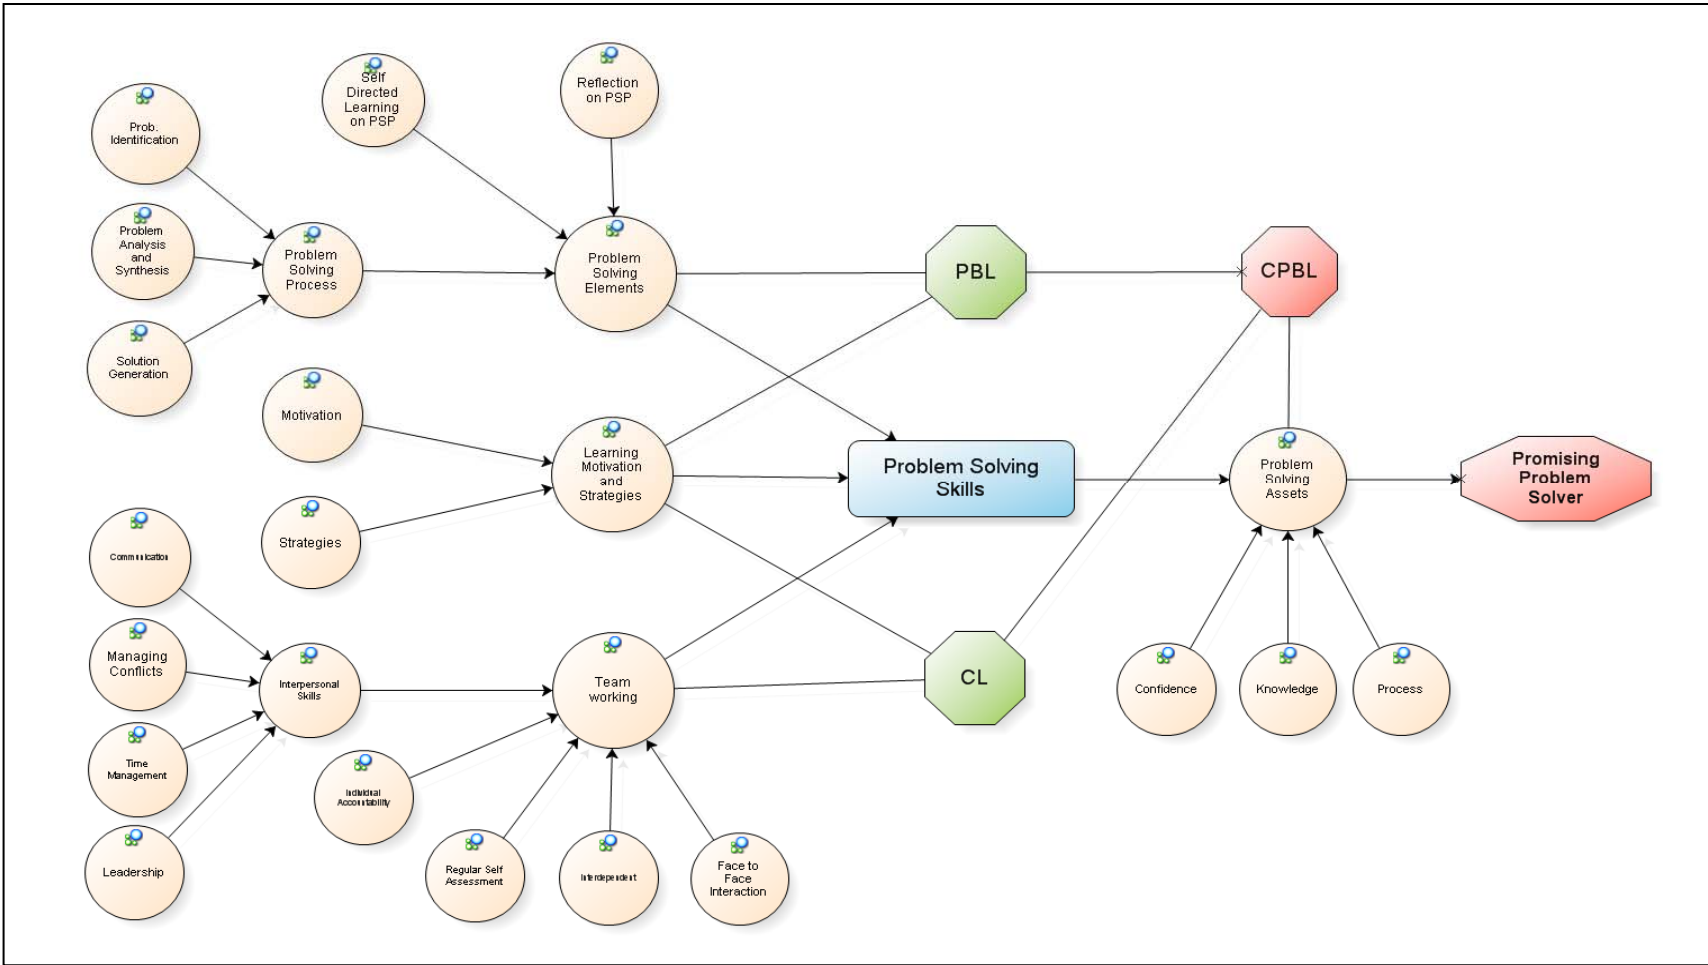 Self
Directed
Learning
on PSP
Reflection
on PSP
Prob.
Identification
Problem
Analysis
and
Synthesis
Solution
Generation
Problem
Solving
Process
Problem
Solving
Elements
PBL
CPBL
Motivation
Strategies
Learning
Motivation
and
Strategies
Problem Solving
Skills
Problem
Solving
Assets
Promising
Problem
Solver
Communication
Managing
Conflicts
Time
Management
Leadership
Interpersonal
Skills
Team
working
CL
Individual
Accountability
Regular Self
Assessment
Interdependent
Face to
Face
Interaction
Confidence
Knowledge
Process